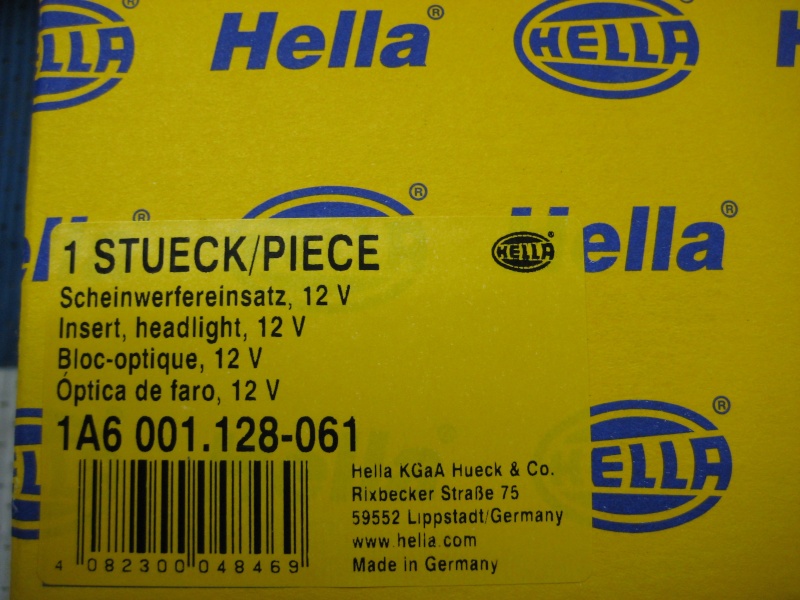 HELLA ®
Hella ®
HELLA ®
Hella ®
1 STUECK/PIECE
HELLA ®
Scheinwerfereinsatz, 12 V
Insert, headlight, 12 V
Bloc-optique, 12 V
Óptica de faro, 12 V
1A6 001.128-061
Hella KGaA Hueck & Co.
Rixbecker Straße 75
59552 Lippstadt/Germany
www.hella.com
Made in Germany
4 082300 048469
HELLA ®